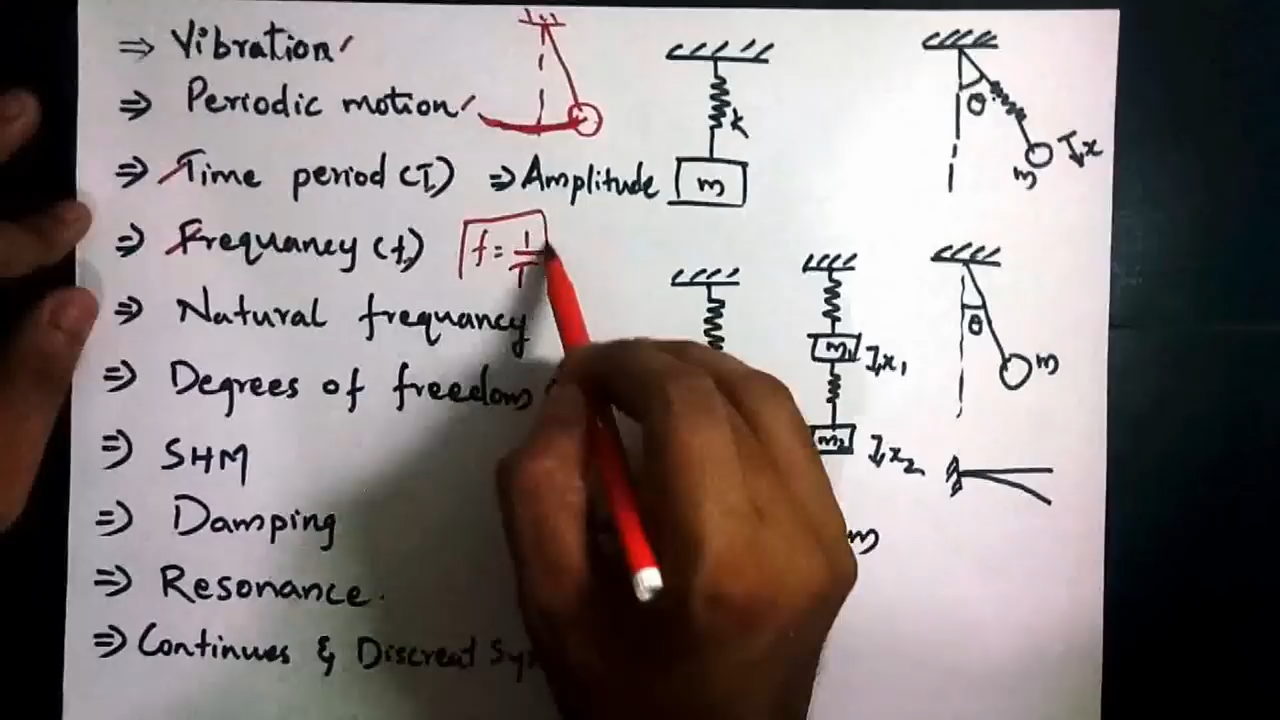 ⇒ Vibration
⇒ Periodic motion
⇒ Time period (T) ⇒ Amplitude
⇒ Frequancy (f) f = 1/T
⇒ Natural frequancy
⇒ Degrees of freedom
⇒ SHM
⇒ Damping
⇒ Resonance.
⇒ Continues & Discreat Sys
k
m
θ
m
x
m1
x1
m2
x2
θ
m
m